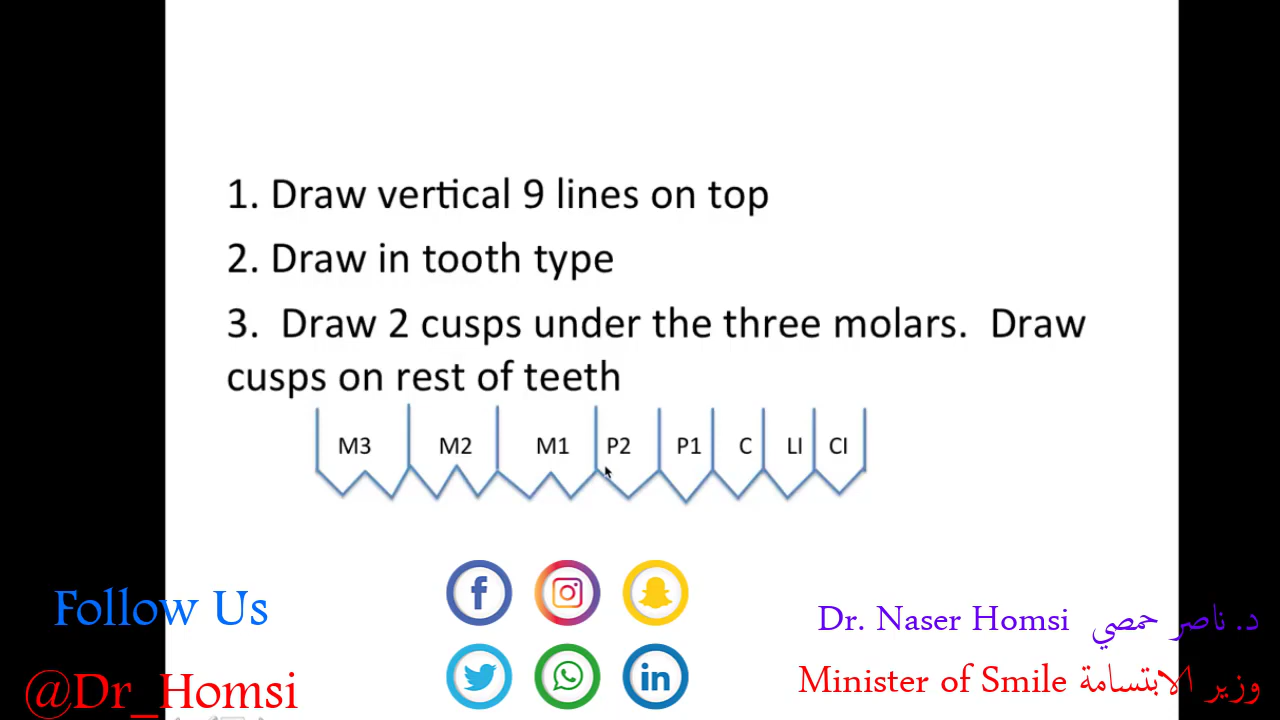 1. Draw vertical 9 lines on top
2. Draw in tooth type
3.  Draw 2 cusps under the three molars.  Draw
cusps on rest of teeth
M3 M2 M1 P2 P1 C LI CI
Follow Us
@Dr_Homsi
Dr. Naser Homsi د. ناصر حمصي
Minister of Smile وزير الابتسامة